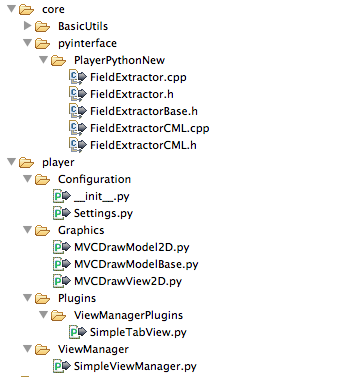 core
BasicUtils
pyinterface
PlayerPythonNew
FieldExtractor.cpp
FieldExtractor.h
FieldExtractorBase.h
FieldExtractorCML.cpp
FieldExtractorCML.h
player
Configuration
__init__.py
Settings.py
Graphics
MVCDrawModel2D.py
MVCDrawModelBase.py
MVCDrawView2D.py
Plugins
ViewManagerPlugins
SimpleTabView.py
ViewManager
SimpleViewManager.py